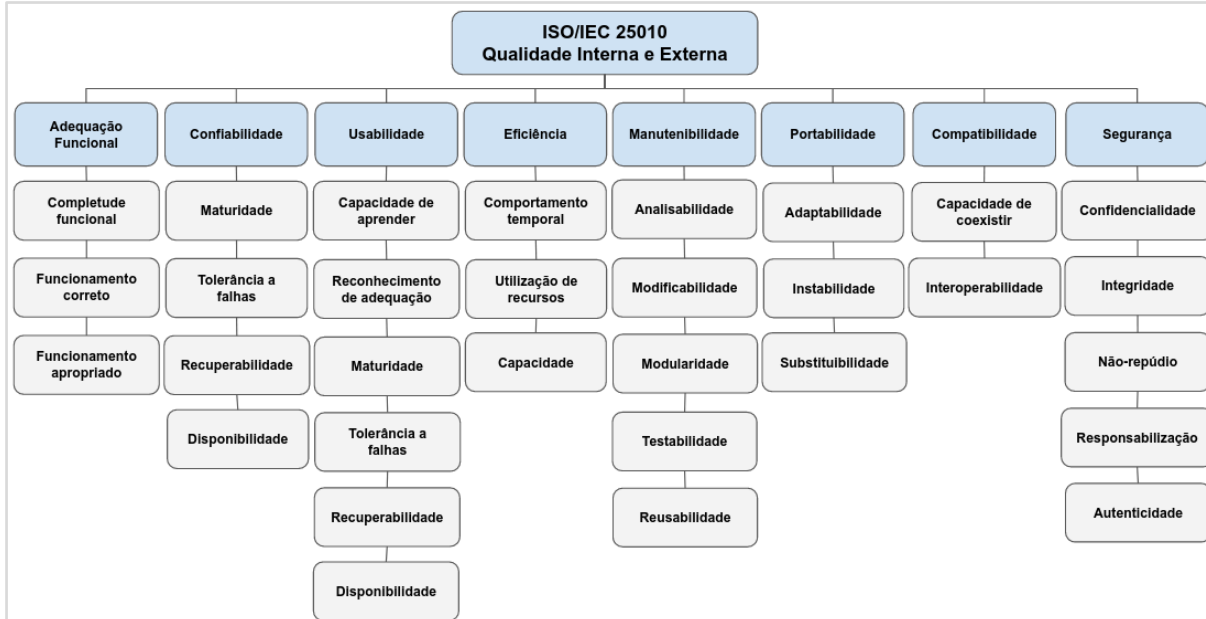 ISO/IEC 25010
Qualidade Interna e Externa
Adequação
Funcional
Confiabilidade
Usabilidade
Eficiência
Manutenibilidade
Portabilidade
Compatibilidade
Segurança
Completude
funcional
Maturidade
Capacidade de
aprender
Comportamento
temporal
Analisabilidade
Adaptabilidade
Capacidade de
coexistir
Confidencialidade
Funcionamento
correto
Tolerância a
falhas
Reconhecimento
de adequação
Utilização de
recursos
Modificabilidade
Instabilidade
Interoperabilidade
Integridade
Funcionamento
apropriado
Recuperabilidade
Maturidade
Capacidade
Modularidade
Substituibilidade
Não-repúdio
Disponibilidade
Tolerância a
falhas
Testabilidade
Responsabilização
Recuperabilidade
Reusabilidade
Autenticidade
Disponibilidade